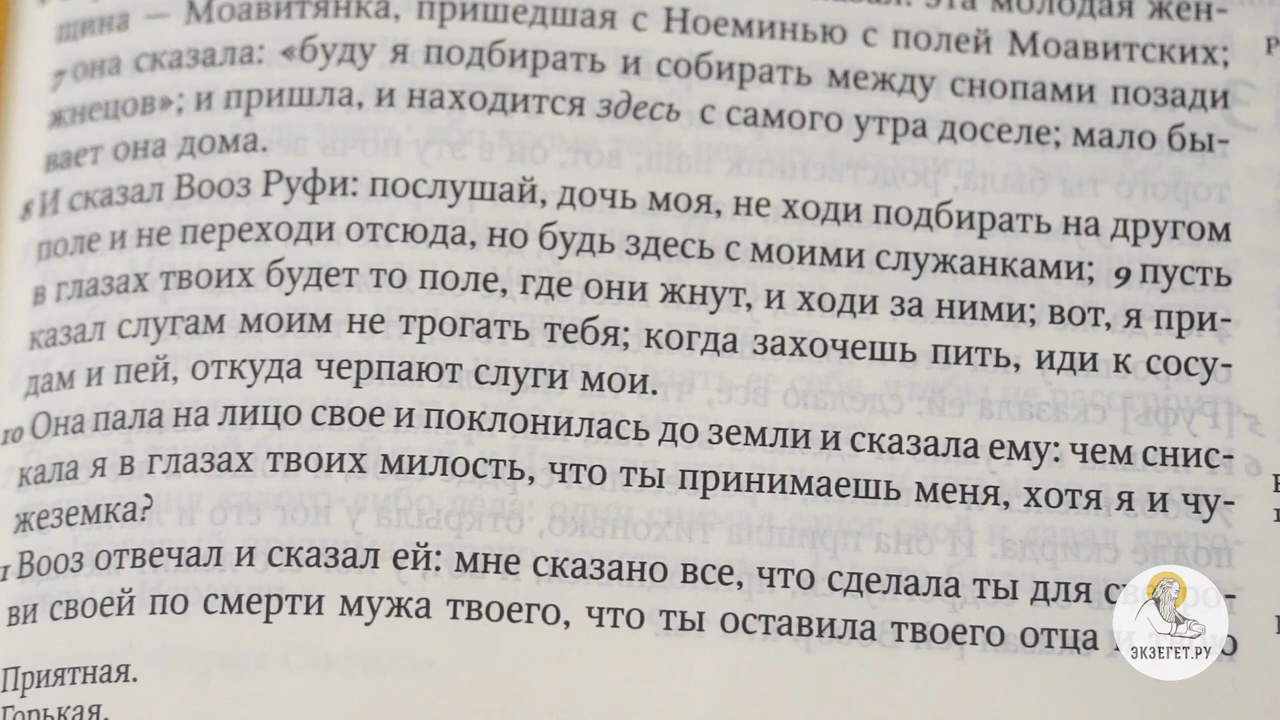 эта молодая жен-
щина — Моавитянка, пришедшая с Ноеминью с полей Моавитских;
7 она сказала: «буду я подбирать и собирать между снопами позади
жнецов»; и пришла, и находится здесь с самого утра доселе; мало бы-
вает она дома.
8 И сказал Вооз Руфи: послушай, дочь моя, не ходи подбирать на другом
поле и не переходи отсюда, но будь здесь с моими служанками; 9 пусть
в глазах твоих будет то поле, где они жнут, и ходи за ними; вот, я при-
казал слугам моим не трогать тебя; когда захочешь пить, иди к сосу-
дам и пей, откуда черпают слуги мои.
10 Она пала на лицо свое и поклонилась до земли и сказала ему: чем снис-
кала я в глазах твоих милость, что ты принимаешь меня, хотя я и чу-
жеземка?
1 Вооз отвечал и сказал ей: мне сказано все, что сделала ты для
ви своей по смерти мужа твоего, что ты оставила твоего отца
Приятная.
Горькая.
ЭКЗЕГЕТ.РУ